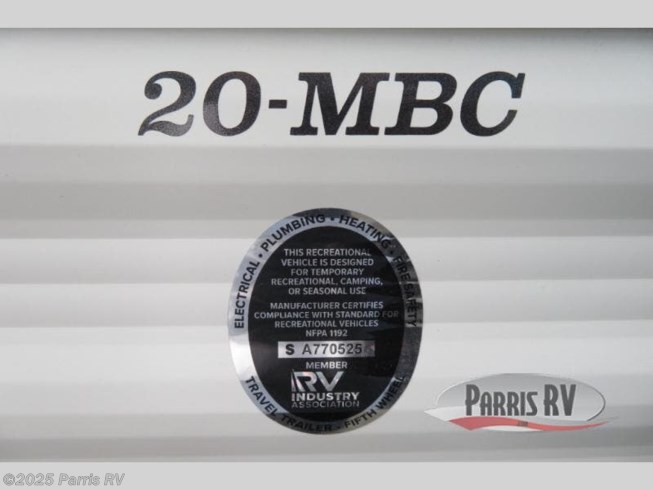 20-MBC
ELECTRICAL • PLUMBING • HEATING • FIRE SAFETY
THIS RECREATIONAL
VEHICLE IS DESIGNED
FOR TEMPORARY
RECREATIONAL, CAMPING,
OR SEASONAL USE
MANUFACTURER CERTIFIES
COMPLIANCE WITH STANDARD FOR
RECREATIONAL VEHICLES
NFPA 1192
S A770525
MEMBER
RV
INDUSTRY
ASSOCIATION
TRAVEL TRAILER • FIFTH WHEEL
PARRIS RV
©2025 Parris RV